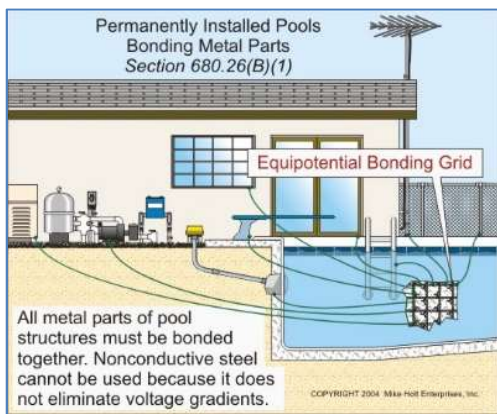 Permanently Installed Pools
Bonding Metal Parts
Section 680.26(B)(1)
Equipotential Bonding Grid
All metal parts of pool
structures must be bonded
together. Nonconductive steel
cannot be used because it does
not eliminate voltage gradients.
COPYRIGHT 2004 Mike Holt Enterprises, Inc.